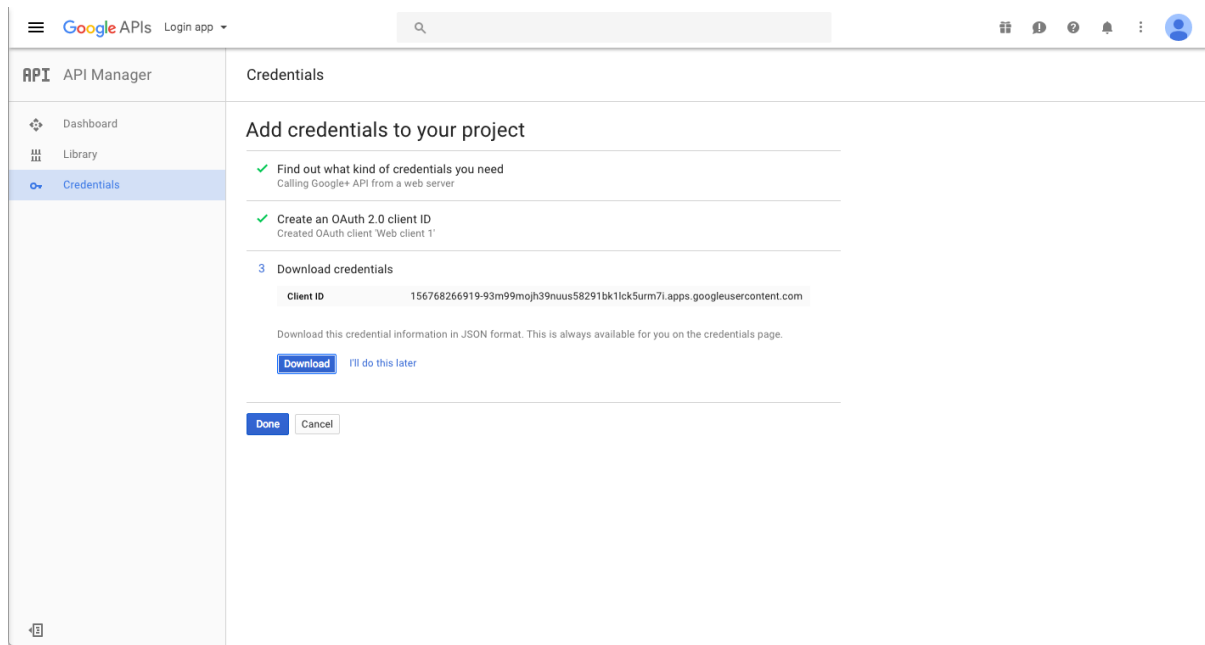 Google APIs Login app
API API Manager
Credentials
Dashboard
Library
Credentials
Add credentials to your project
Find out what kind of credentials you need
Calling Google+ API from a web server
Create an OAuth 2.0 client ID
Created OAuth client 'Web client 1'
3 Download credentials
Client ID 156768266919-93m99mojh39nuus58291bk1lck5urm7i.apps.googleusercontent.com
Download this credential information in JSON format. This is always available for you on the credentials page.
Download I'll do this later
Done Cancel